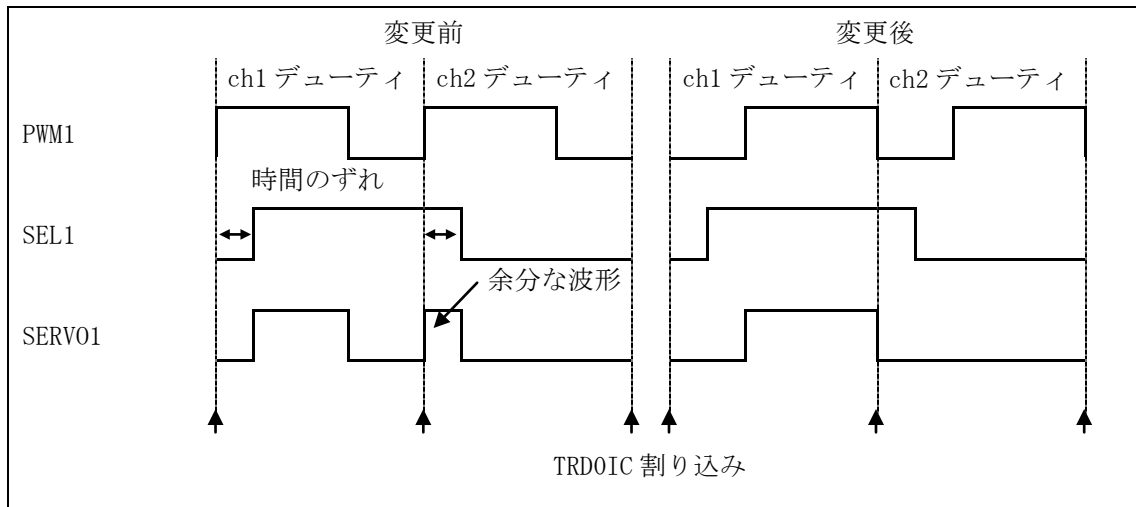 変更前
変更後
ch1 デューティ
ch2 デューティ
ch1 デューティ
ch2 デューティ
PWM1
時間のずれ
SEL1
余分な波形
SERVO1
TRD0IC 割り込み